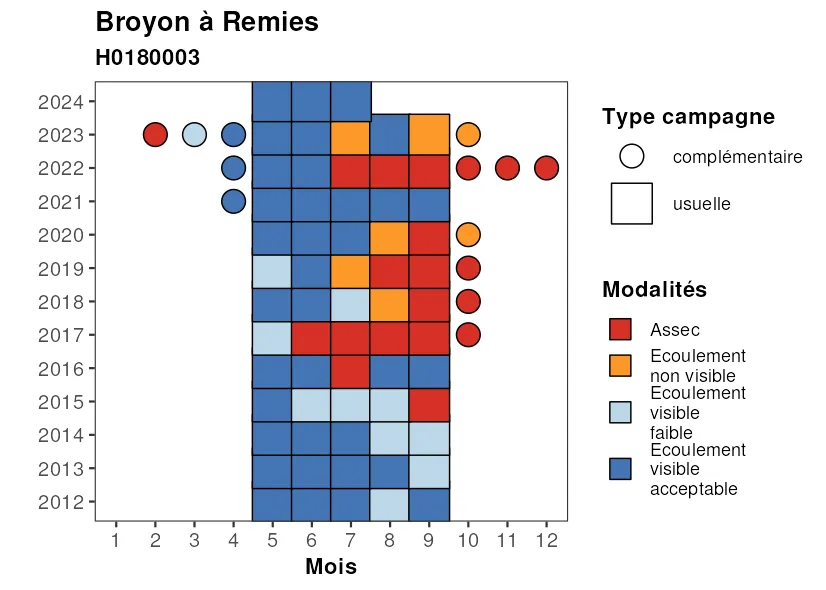 Broyon à Remies
H0180003
2024
2023
2022
2021
2020
2019
2018
2017
2016
2015
2014
2013
2012
1 2 3 4 5 6 7 8 9 10 11 12
Mois
Type campagne
complémentaire
usuelle
Modalités
Assec
Ecoulement
non visible
Ecoulement
visible
faible
Ecoulement
visible
acceptable